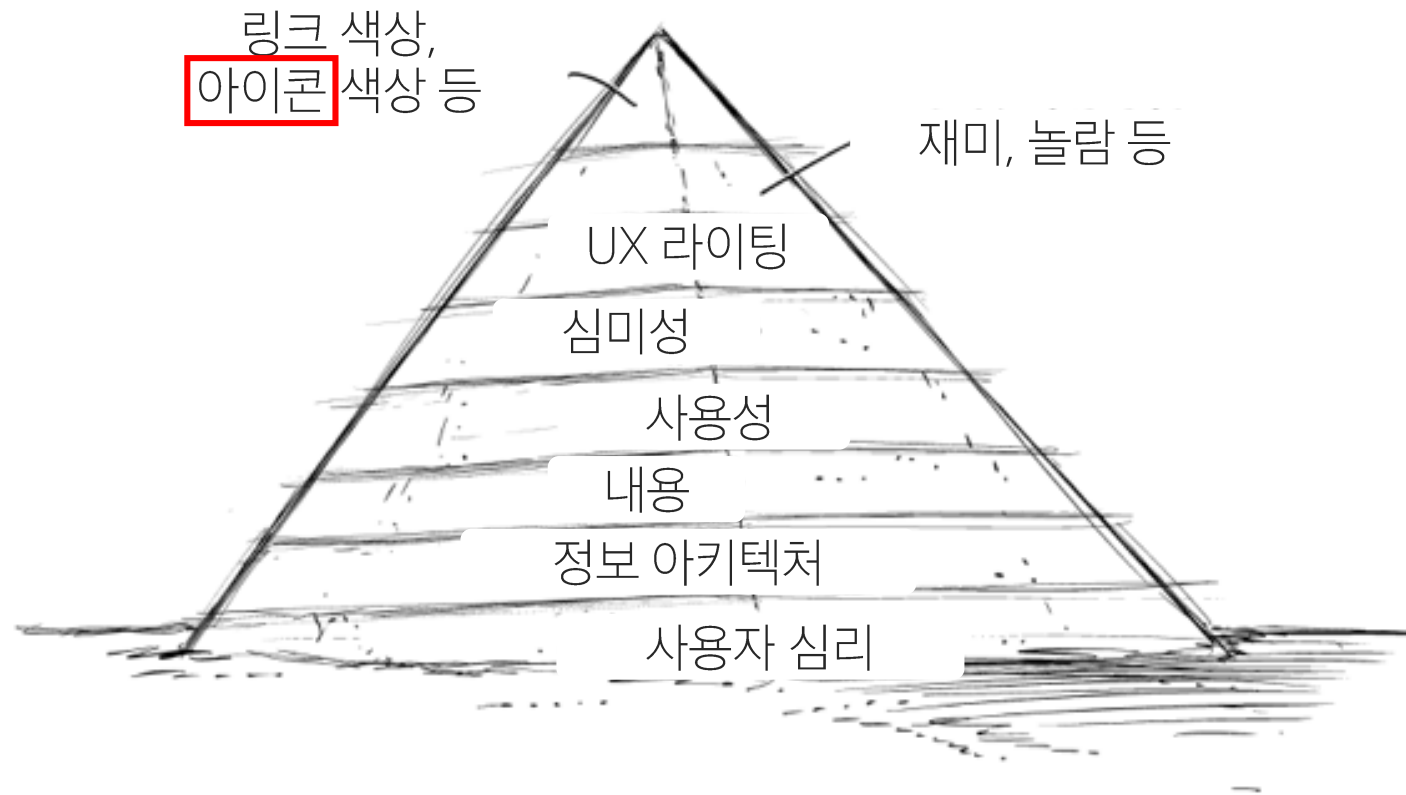 링크 색상,
아이콘 색상 등
재미, 놀람 등
UX 라이팅
심미성
사용성
내용
정보 아키텍처
사용자 심리